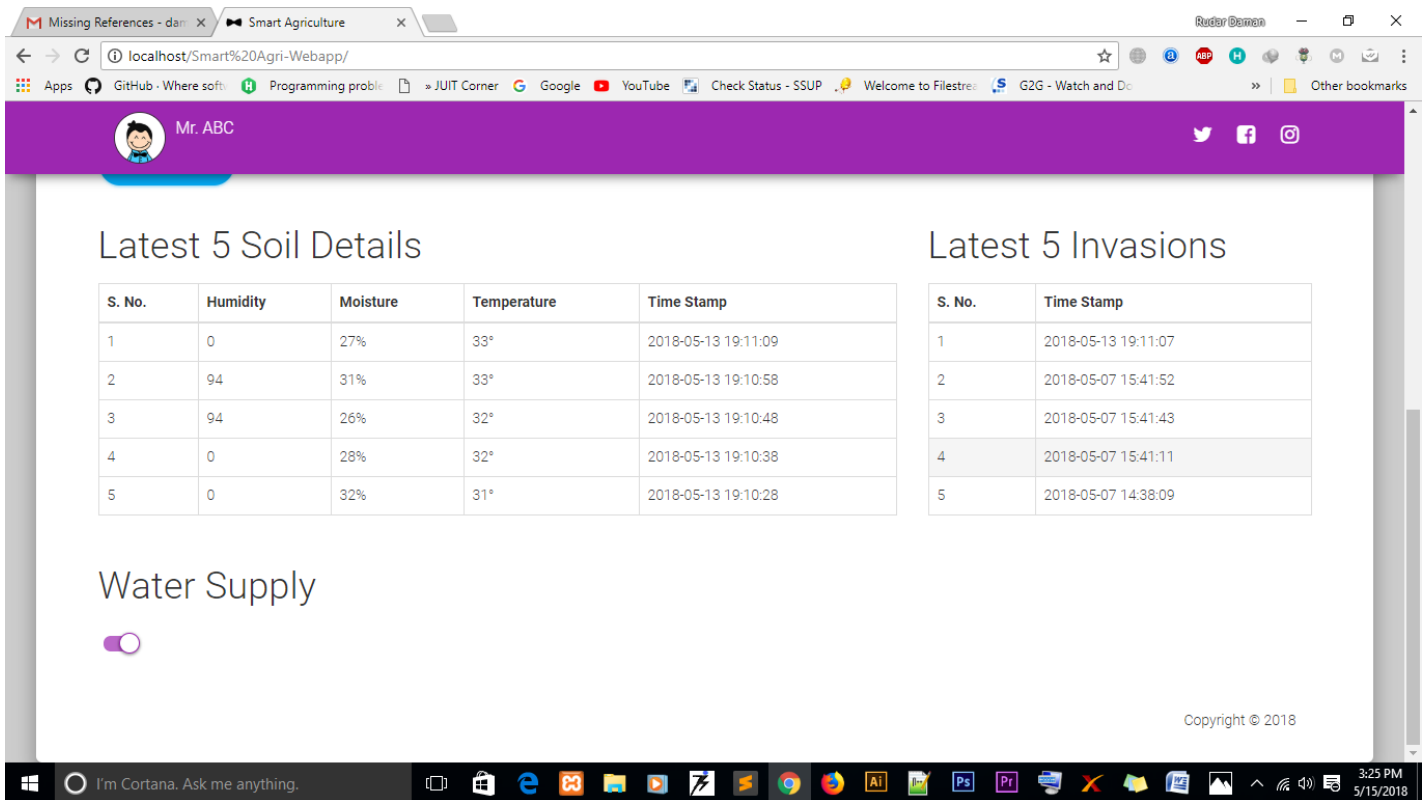 Missing References - dam
Smart Agriculture
Rudar Daman
localhost/Smart%20Agri-Webapp/
Apps GitHub · Where softw Programming proble » JUIT Corner Google YouTube Check Status - SSUP Welcome to Filestrea G2G - Watch and Do » Other bookmarks
Mr. ABC
Latest 5 Soil Details
S. No. Humidity Moisture Temperature Time Stamp
1 0 27% 33° 2018-05-13 19:11:09
2 94 31% 33° 2018-05-13 19:10:58
3 94 26% 32° 2018-05-13 19:10:48
4 0 28% 32° 2018-05-13 19:10:38
5 0 32% 31° 2018-05-13 19:10:28
Latest 5 Invasions
S. No. Time Stamp
1 2018-05-13 19:11:07
2 2018-05-07 15:41:52
3 2018-05-07 15:41:43
4 2018-05-07 15:41:11
5 2018-05-07 14:38:09
Water Supply
Copyright © 2018
I'm Cortana. Ask me anything.
3:25 PM
5/15/2018